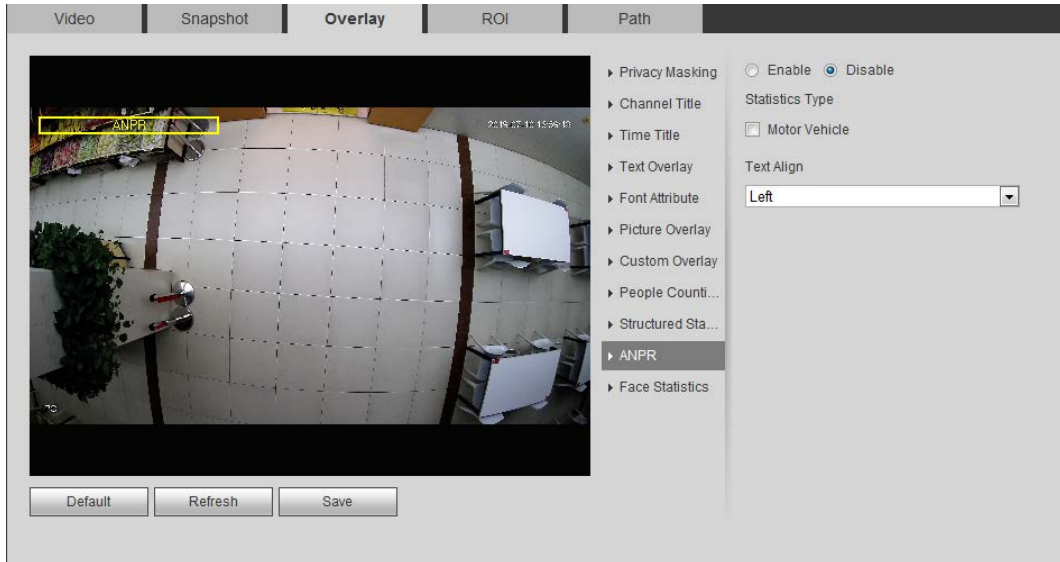 Video
Snapshot
Overlay
ROI
Path
ANPR
Privacy Masking
Channel Title
Time Title
Text Overlay
Font Attribute
Picture Overlay
Custom Overlay
People Counti...
Structured Sta...
ANPR
Face Statistics
Enable
Disable
Statistics Type
Motor Vehicle
Text Align
Left
Default
Refresh
Save